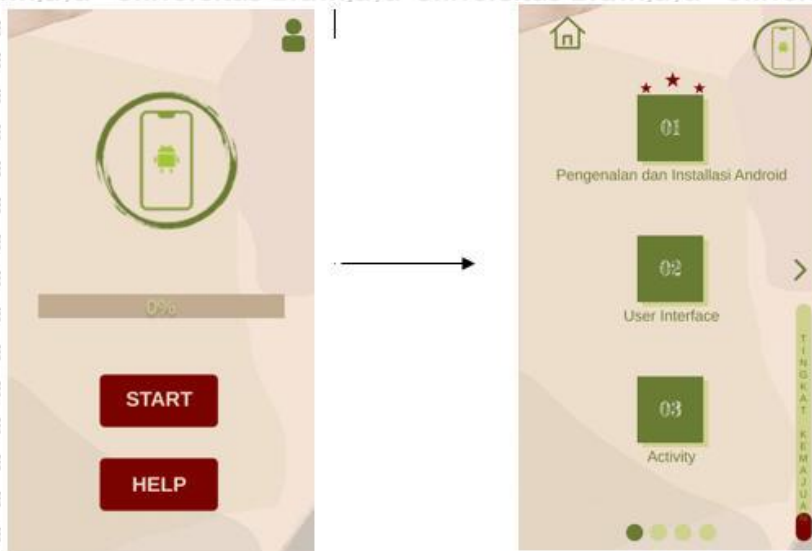 0%
START
HELP
01
Pengenalan dan Installasi Android
02
User Interface
03
Activity
TINGKAT KEMAJUAN